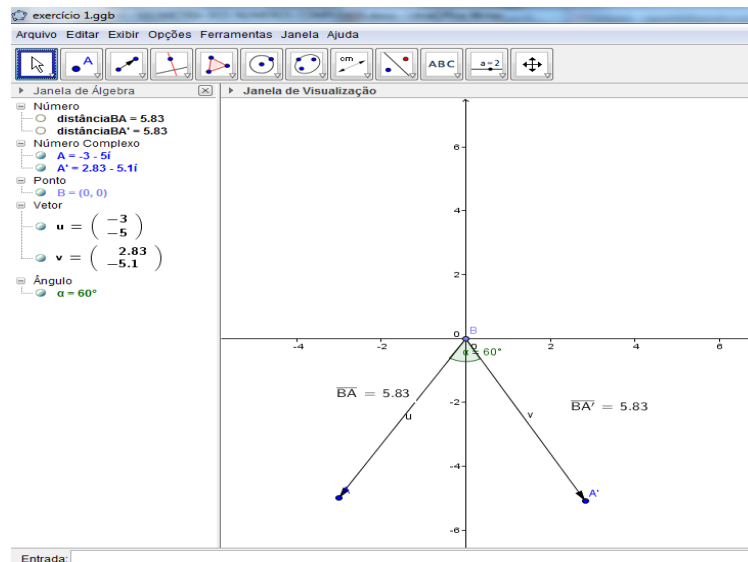 exercício 1.ggb
Arquivo Editar Exibir Opções Ferramentas Janela Ajuda
A
cm
ABC
a=2
Janela de Álgebra
Número
distânciaBA = 5.83
distânciaBA' = 5.83
Número Complexo
A = -3 - 5í
A' = 2.83 - 5.1í
Ponto
B = (0, 0)
Vetor
u = ( -3
-5 )
v = ( 2.83
-5.1 )
Ângulo
α = 60°
Janela de Visualização
6
4
2
0
B
-4
-2
0
2
4
6
α = 60°
BA = 5.83
-2
BA' = 5.83
u
v
-4
A
A'
-6
Entrada: